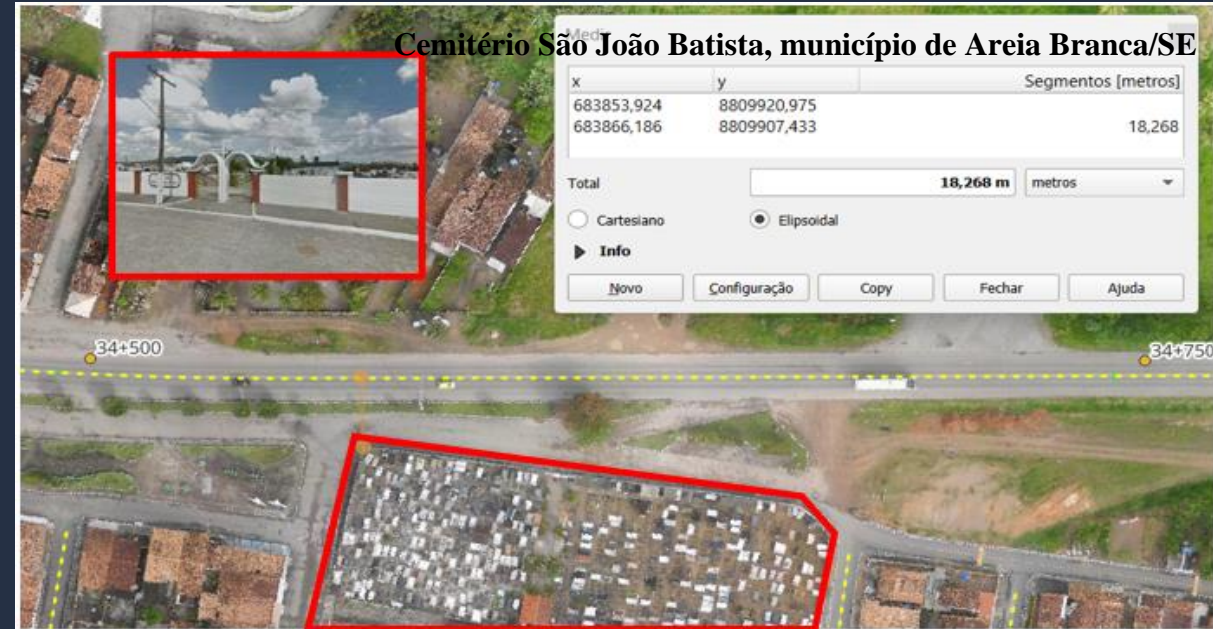 Medir
Cemitério São João Batista, município de Areia Branca/SE
x y Segmentos [metros]
683853,924 8809920,975
683866,186 8809907,433 18,268
Total 18,268 m metros
Cartesiano Elipsoidal
Info
Novo Configuração Copy Fechar Ajuda
34+500
34+750